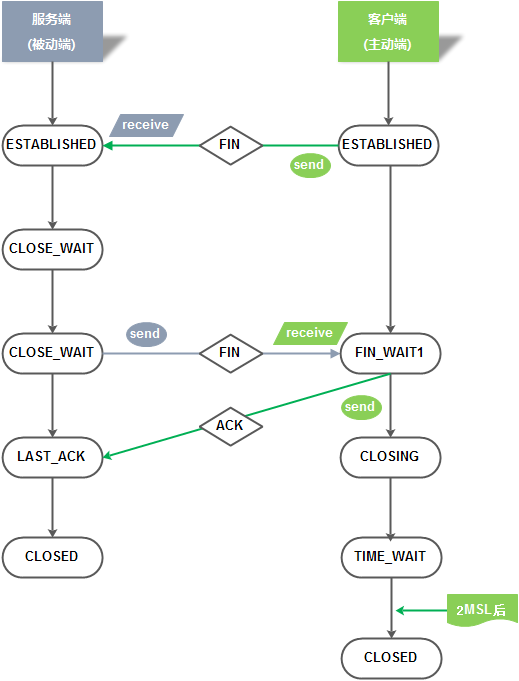 服务端
(被动端)
客户端
(主动端)
receive
ESTABLISHED
FIN
ESTABLISHED
send
CLOSE_WAIT
send
receive
CLOSE_WAIT
FIN
FIN_WAIT1
send
ACK
LAST_ACK
CLOSING
CLOSED
TIME_WAIT
2MSL后
CLOSED